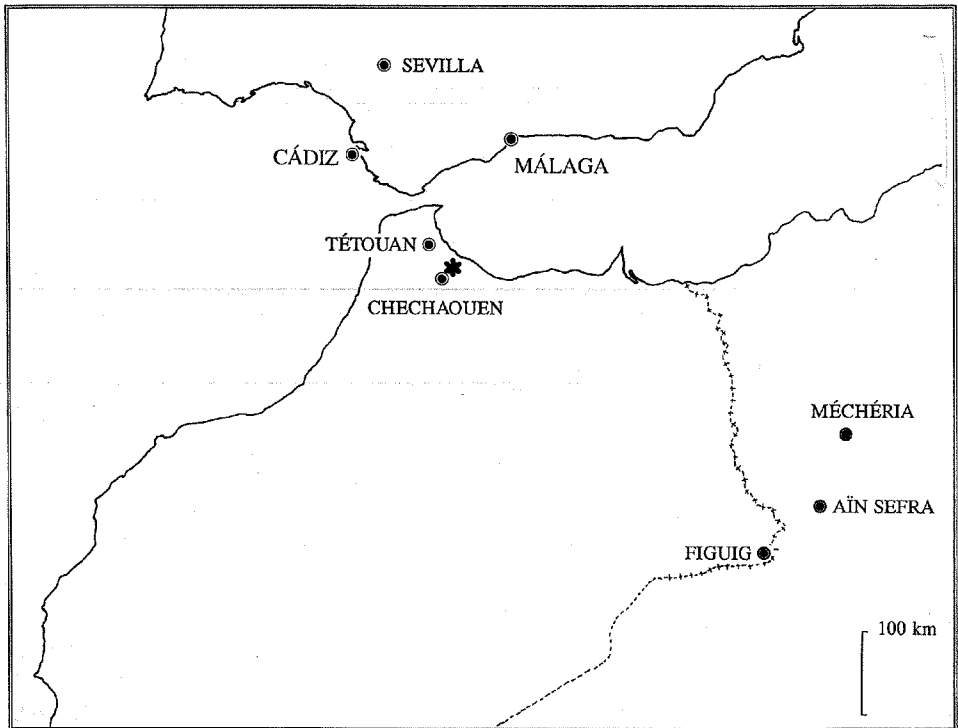 SEVILLA
CÁDIZ
MÁLAGA
TÉTOUAN
CHECHAOUEN
MÉCHÉRIA
AÏN SEFRA
FIGUIG
100 km